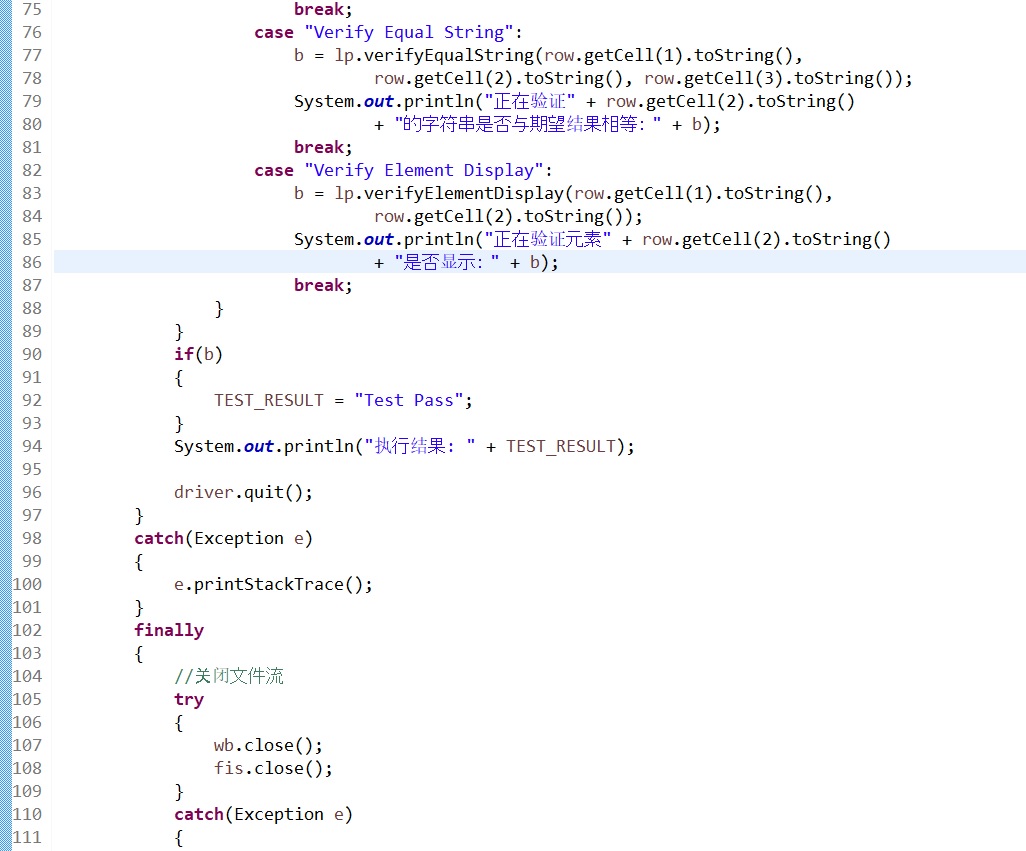 75                         break;
76                     case "Verify Equal String":
77                         b = lp.verifyEqualString(row.getCell(1).toString(),
78                                 row.getCell(2).toString(), row.getCell(3).toString());
79                         System.out.println("正在验证" + row.getCell(2).toString()
80                                 + "的字符串是否与期望结果相等：" + b);
81                         break;
82                     case "Verify Element Display":
83                         b = lp.verifyElementDisplay(row.getCell(1).toString(),
84                                 row.getCell(2).toString());
85                         System.out.println("正在验证元素" + row.getCell(2).toString()
86                                 + "是否显示：" + b);
87                         break;
88                 }
89             }
90             if(b)
91             {
92                 TEST_RESULT = "Test Pass";
93             }
94             System.out.println("执行结果：" + TEST_RESULT);
95
96             driver.quit();
97         }
98         catch(Exception e)
99         {
100             e.printStackTrace();
101         }
102         finally
103         {
104             //关闭文件流
105             try
106             {
107                 wb.close();
108                 fis.close();
109             }
110             catch(Exception e)
111             {